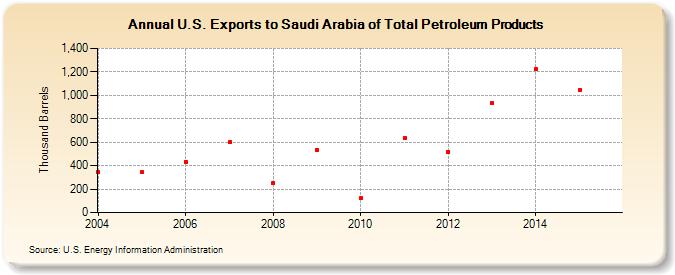 Annual U.S. Exports to Saudi Arabia of Total Petroleum Products
Thousand Barrels
1,400
1,200
1,000
800
600
400
200
0
2004 2006 2008 2010 2012 2014
Source: U.S. Energy Information Administration